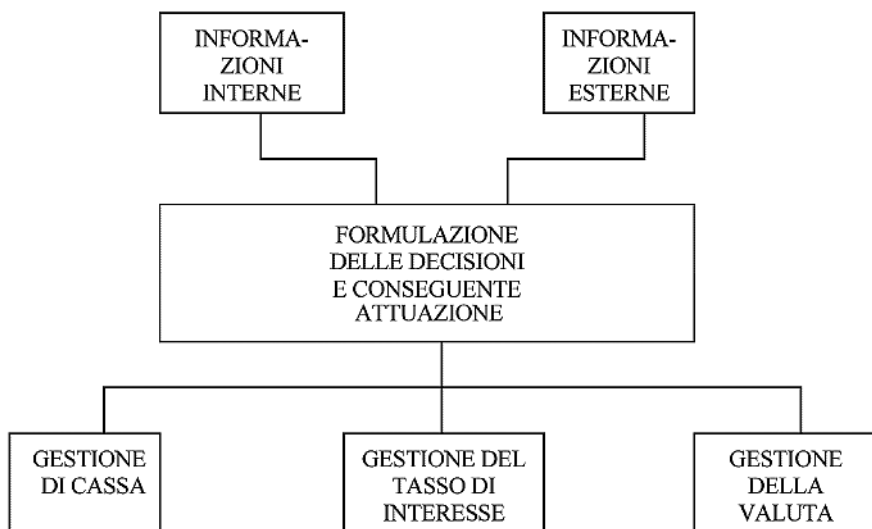 INFORMA-
ZIONI
INTERNE
INFORMA-
ZIONI
ESTERNE
FORMULAZIONE
DELLE DECISIONI
E CONSEGUENTE
ATTUAZIONE
GESTIONE
DI CASSA
GESTIONE DEL
TASSO DI
INTERESSE
GESTIONE
DELLA
VALUTA